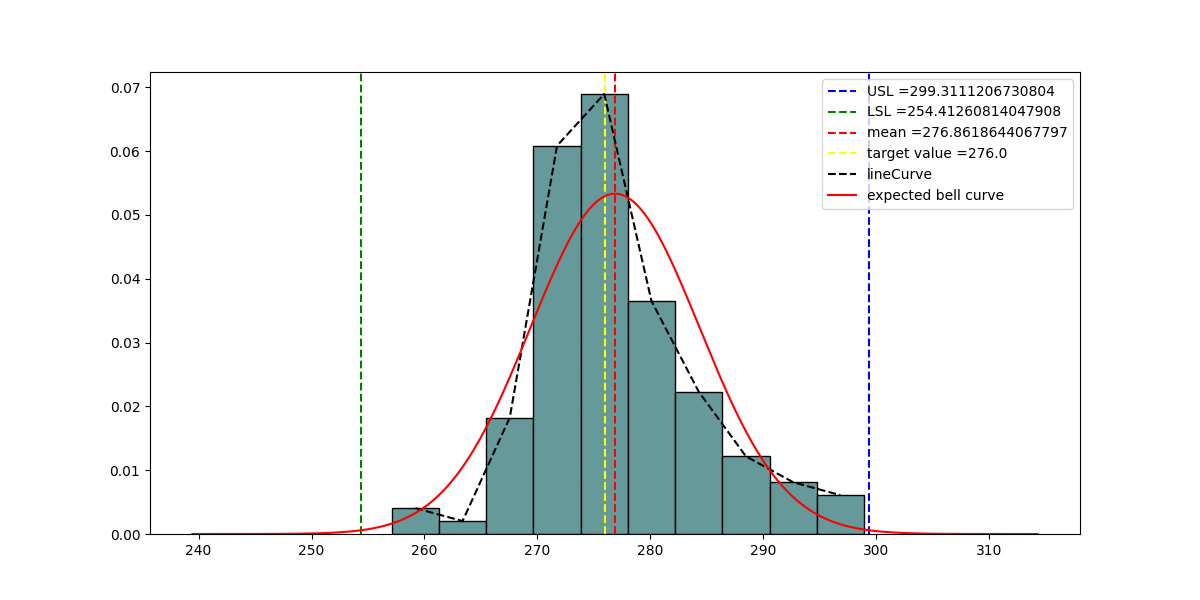 0.07
0.06
0.05
0.04
0.03
0.02
0.01
0.00
240 250 260 270 280 290 300 310
USL =299.3111206730804
LSL =254.41260814047908
mean =276.8618644067797
target value =276.0
lineCurve
expected bell curve